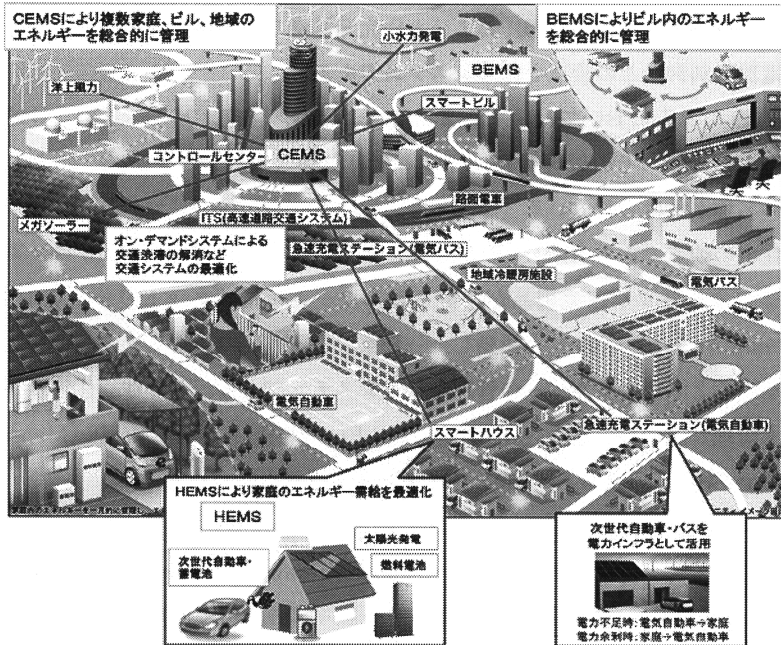 CEMSにより複数家庭、ビル、地域の
エネルギーを総合的に管理
BEMSによりビル内のエネルギー
を総合的に管理
小水力発電
BEMS
洋上風力
スマートビル
コントロールセンター
CEMS
路面電車
メガソーラー
ITS(高速道路交通システム)
オン・デマンドシステムによる
交通渋滞の解消など
交通システムの最適化
急速充電ステーション(電気バス)
地域冷暖房施設
電気バス
電気自動車
スマートハウス
急速充電ステーション(電気自動車)
HEMSにより家庭のエネルギー需給を最適化
HEMS
太陽光発電
次世代自動車・
蓄電池
燃料電池
次世代自動車・バスを
電力インフラとして活用
電力不足時:電気自動車→家庭
電力余剰時:家庭→電気自動車